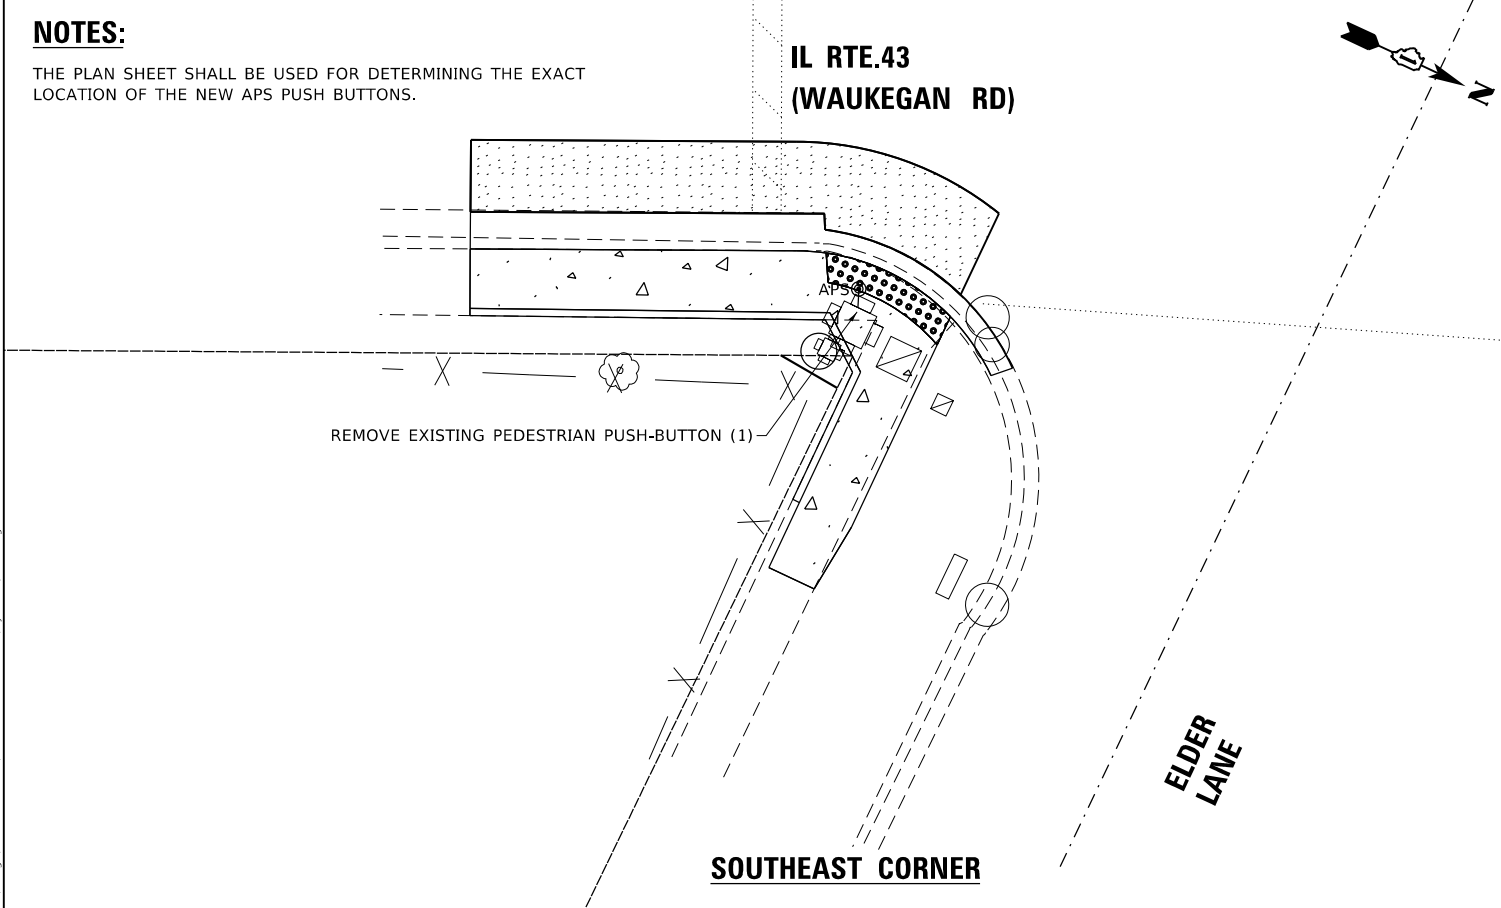 NOTES:
THE PLAN SHEET SHALL BE USED FOR DETERMINING THE EXACT
LOCATION OF THE NEW APS PUSH BUTTONS.
IL RTE.43
(WAUKEGAN RD)
N
APS
REMOVE EXISTING PEDESTRIAN PUSH-BUTTON (1)
ELDER
LANE
SOUTHEAST CORNER